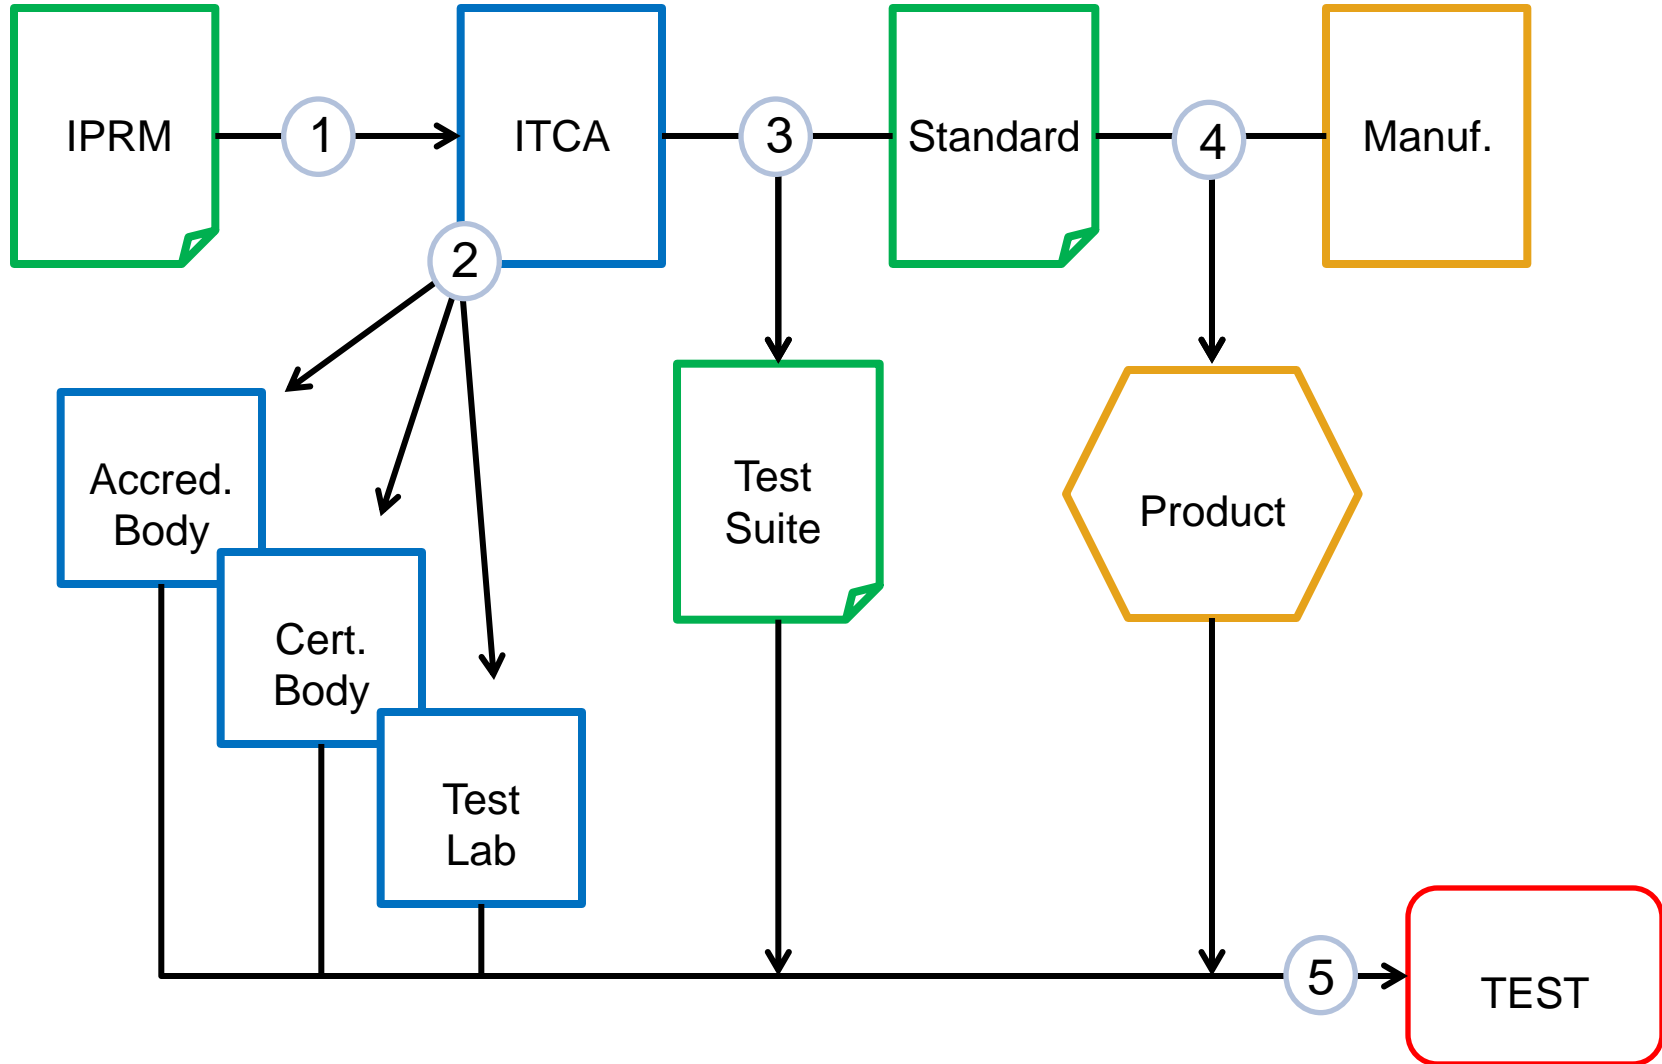 IPRM
1
ITCA
3
Standard
4
Manuf.
2
Accred.
Body
Cert.
Body
Test
Lab
Test
Suite
Product
5
TEST